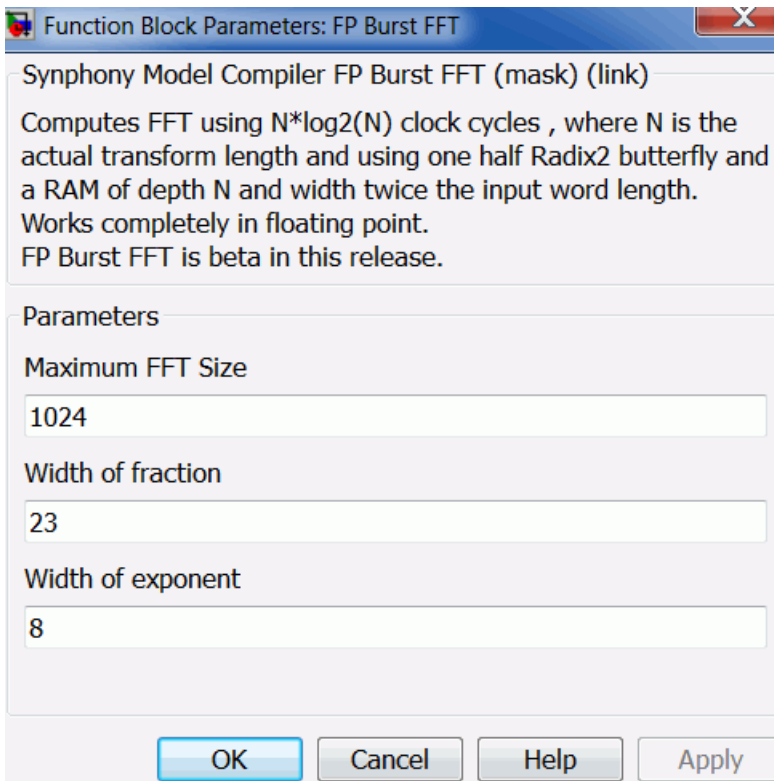 Function Block Parameters: FP Burst FFT
Synphony Model Compiler FP Burst FFT (mask) (link)
Computes FFT using N*log2(N) clock cycles , where N is the
actual transform length and using one half Radix2 butterfly and
a RAM of depth N and width twice the input word length.
Works completely in floating point.
FP Burst FFT is beta in this release.
Parameters
Maximum FFT Size
1024
Width of fraction
23
Width of exponent
8
OK Cancel Help Apply